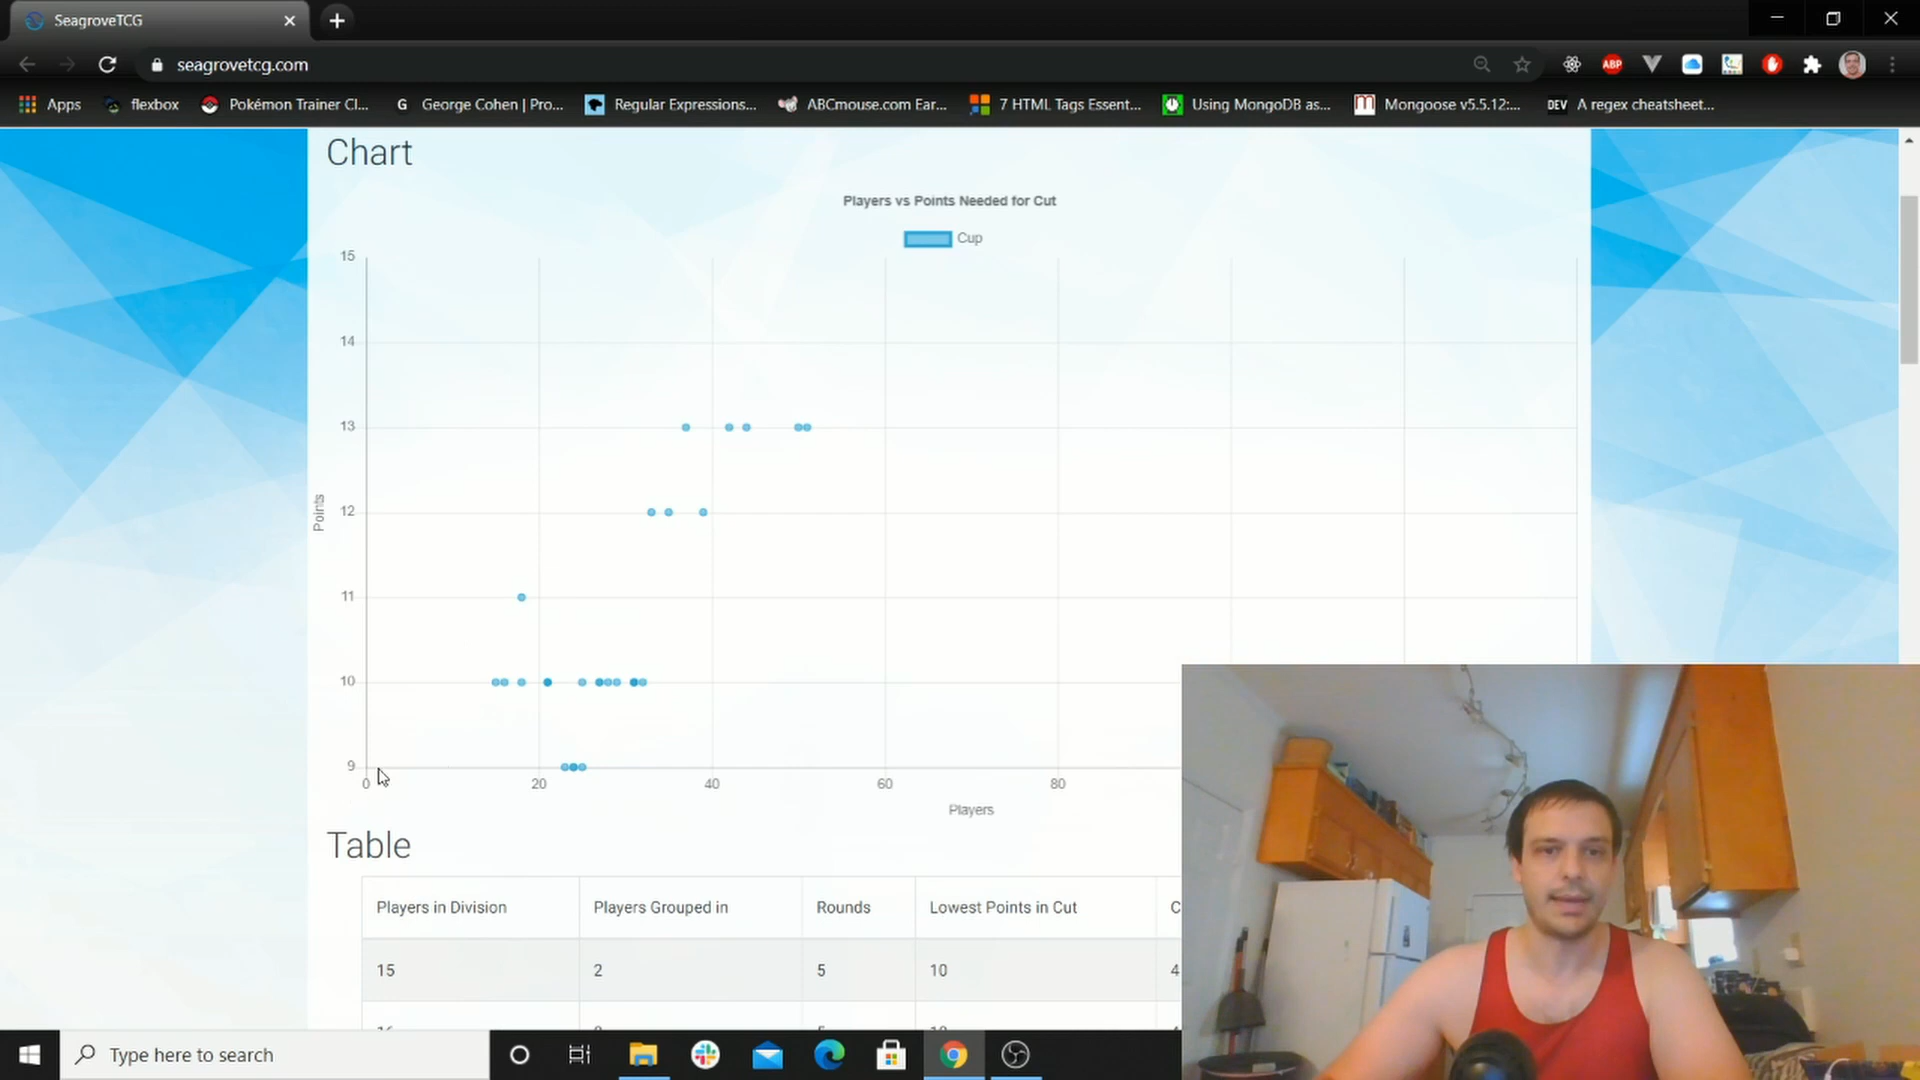 SeagroveTCG
seagrovetcg.com
ABP
Apps
flexbox
Pokémon Trainer Cl...
G George Cohen | Pro...
Regular Expressions...
ABCmouse.com Ear...
7 HTML Tags Essent...
Using MongoDB as...
Mongoose v5.5.12:...
DEV A regex cheatsheet...
Chart
Players vs Points Needed for Cut
Cup
15
14
13
12
11
10
9
Points
0 20 40 60 80
Players
Table
Players in Division Players Grouped in Rounds Lowest Points in Cut C
15 2 5 10 4
Type here to search